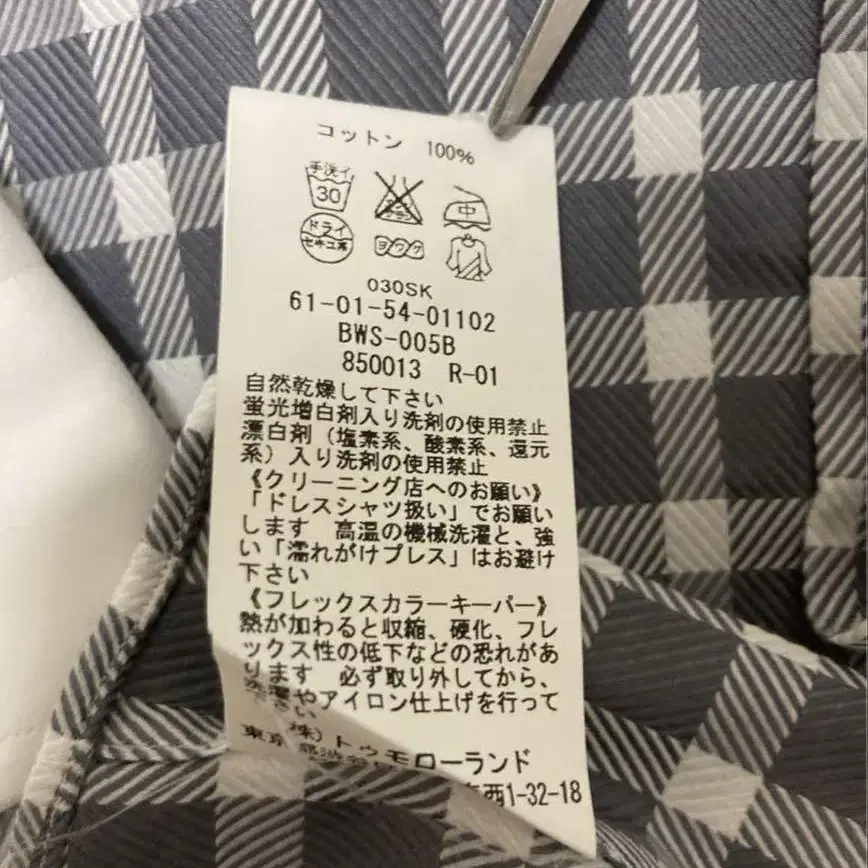 コットン 100%
手洗イ
30
中
ドライ
セキユ系
ヨワク
030SK
61-01-54-01102
BWS-005B
850013 R-01
自然乾燥して下さい
蛍光増白剤入り洗剤の使用禁止
漂白剤（塩素系、酸素系、還元
系）入り洗剤の使用禁止
《クリーニング店へのお願い》
「ドレスシャツ扱い」でお願い
します 高温の機械洗濯と、強
い「濡れがけプレス」はお避け
下さい
《フレックスカラーキーパー》
熱が加わると収縮、硬化、フレ
ックス性の低下などの恐れがあ
ります 必ず取り外してから、
洗濯やアイロン仕上げを行って
下さい
株）トゥモローランド
東京都渋 西1-32-18